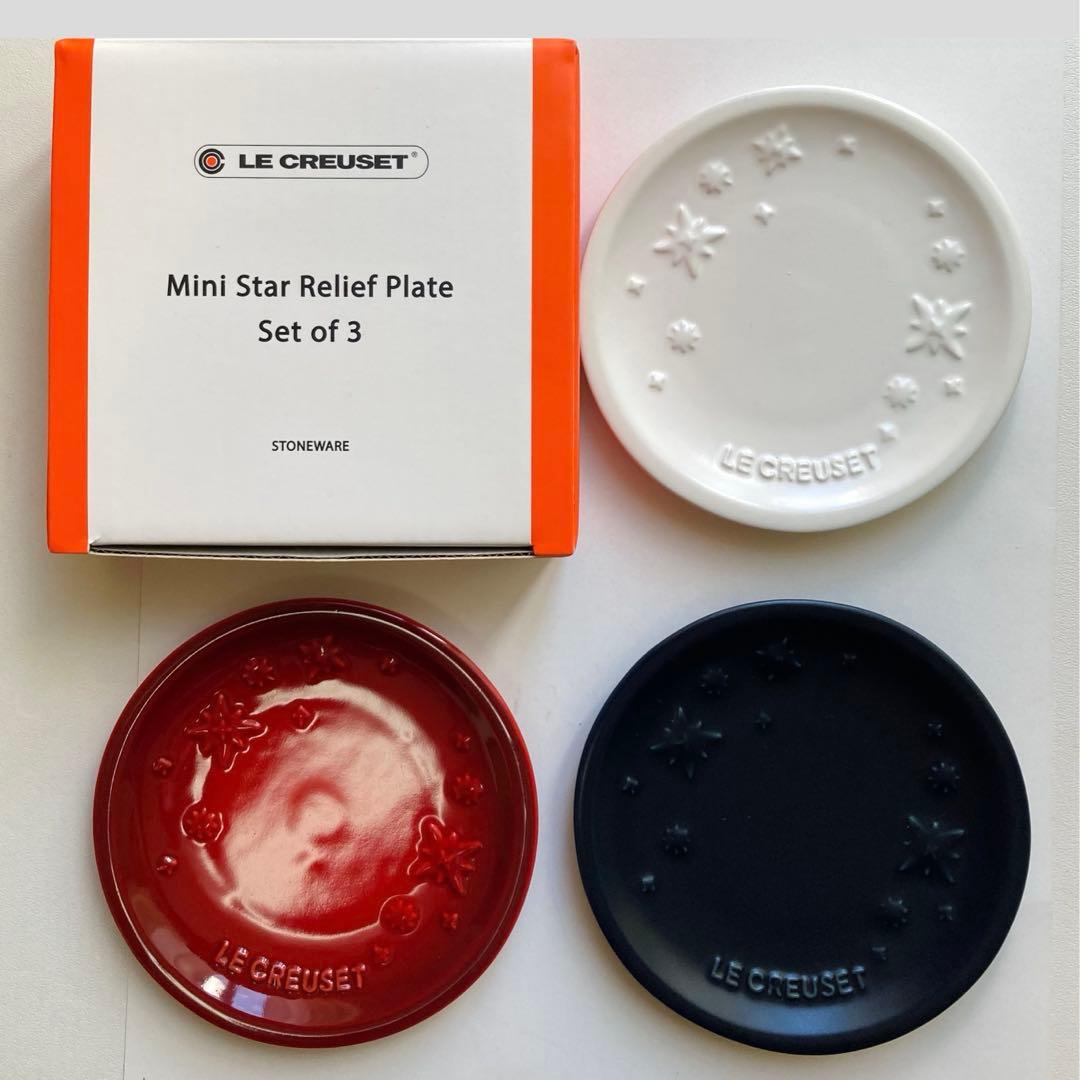 LE CREUSET®
Mini Star Relief Plate
Set of 3
STONEWARE
LE CREUSET
LE CREUSET
LE CREUSET